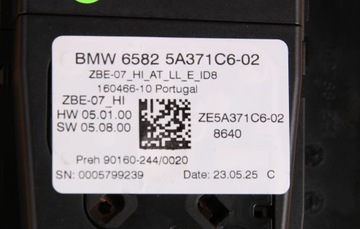 BMW 6582 5A371C6-02
ZBE-07_HI_AT_LL_E_ID8
160466-10 Portugal
ZBE-07_HI
HW 05.01.00
SW 05.08.00
ZE5A371C6-02
8640
Preh 90160-244/0020
SN: 0005799239 Date: 23.05.25 C